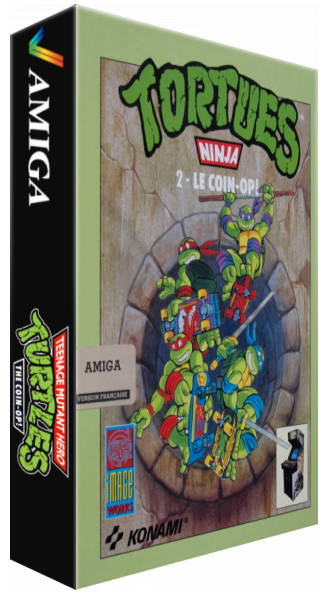 AMIGA
TEENAGE MUTANT HERO
TURTLES
THE COIN-OP!
TORTUES
NINJA
2 - LE COIN-OP!
AMIGA
VERSION FRANÇAISE
imaGE
WORKS
KONAMI